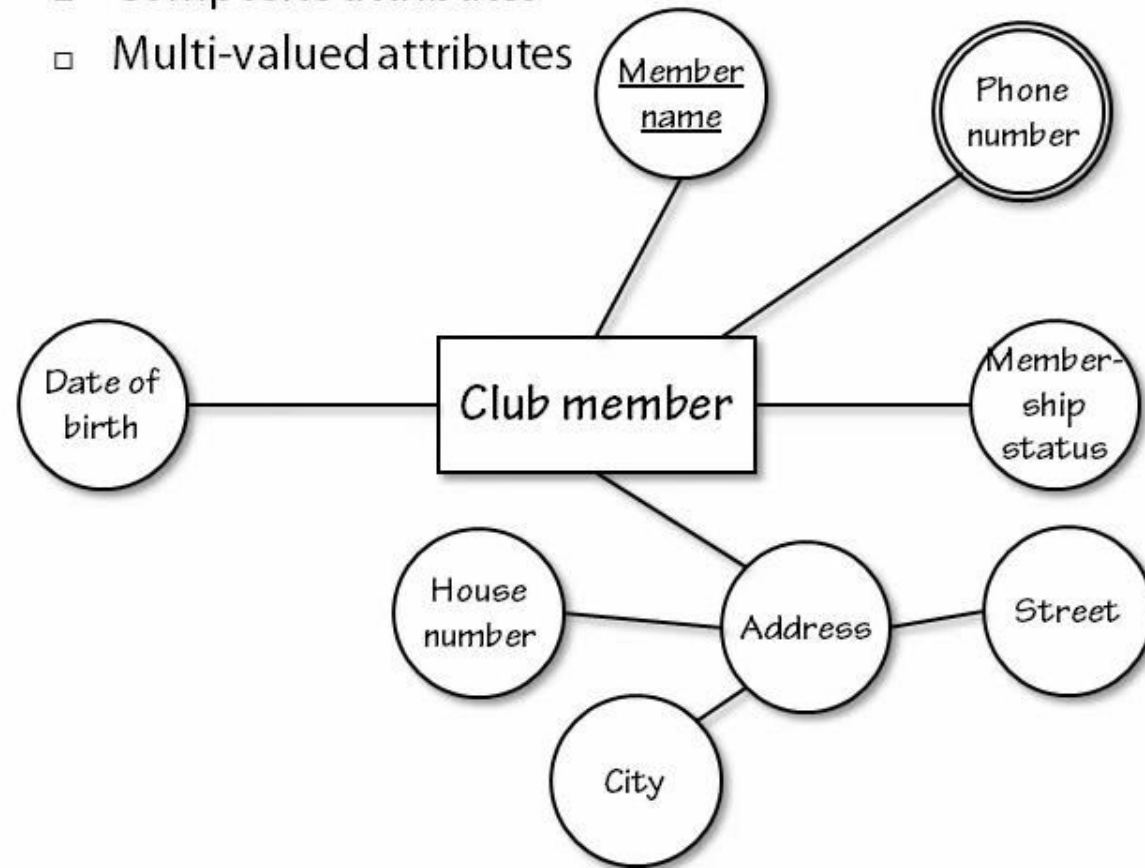 Multi-valued attributes
Member
name
Phone
number
Date of
birth
Club member
Member-
ship
status
House
number
Address
Street
City